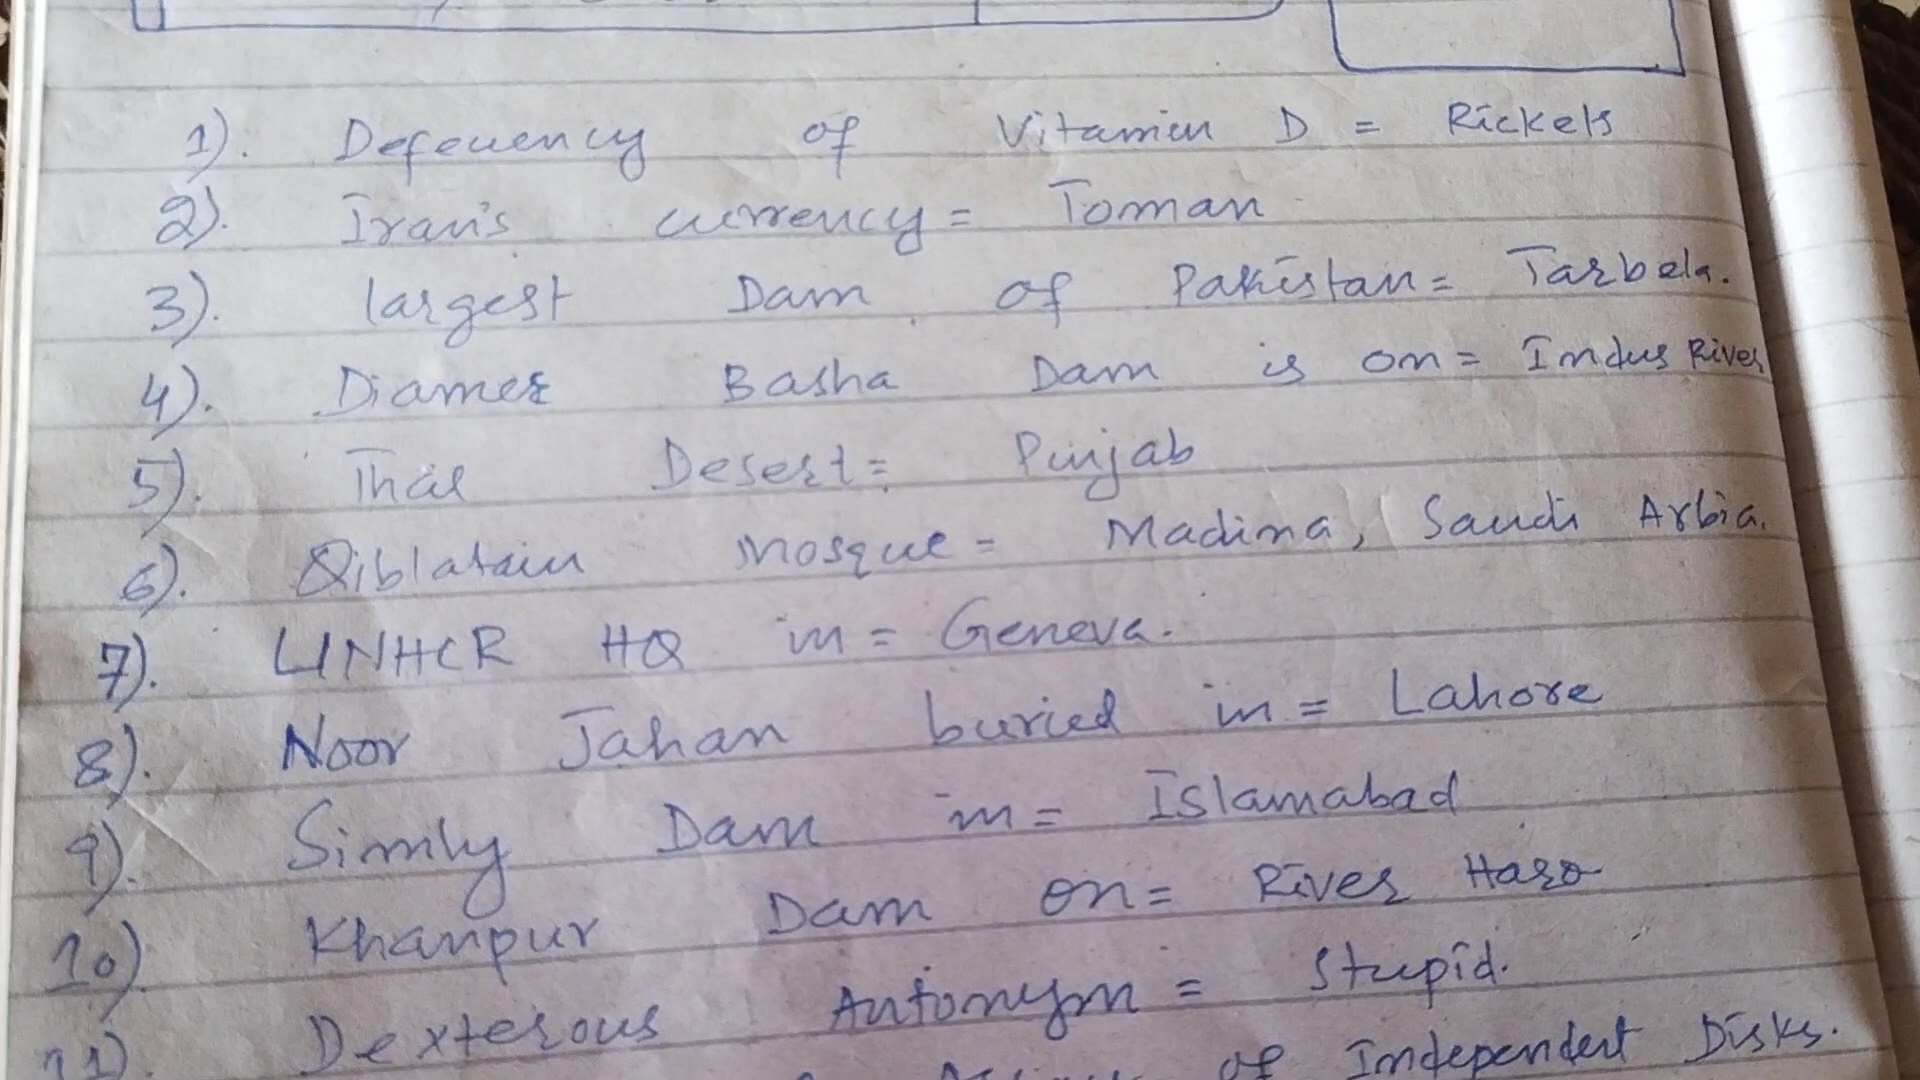 1). Defeuency of Vitamin D = Rickets
2). Iran's currency = Toman
3). largest Dam of Pakistan = Tarbela.
4). Diamer Basha Dam is on = Indus River
5). Thal Desert = Punjab
6). Qiblatain mosque = Madina, Saudi Arbia.
7). UNHCR HQ in = Geneva.
8). Noor Jahan buried in = Lahore
9). Simly Dam in = Islamabad
10) Khanpur Dam on = River Haro
11) Dexterous Antonym = Stupid.
of Independent Disks.